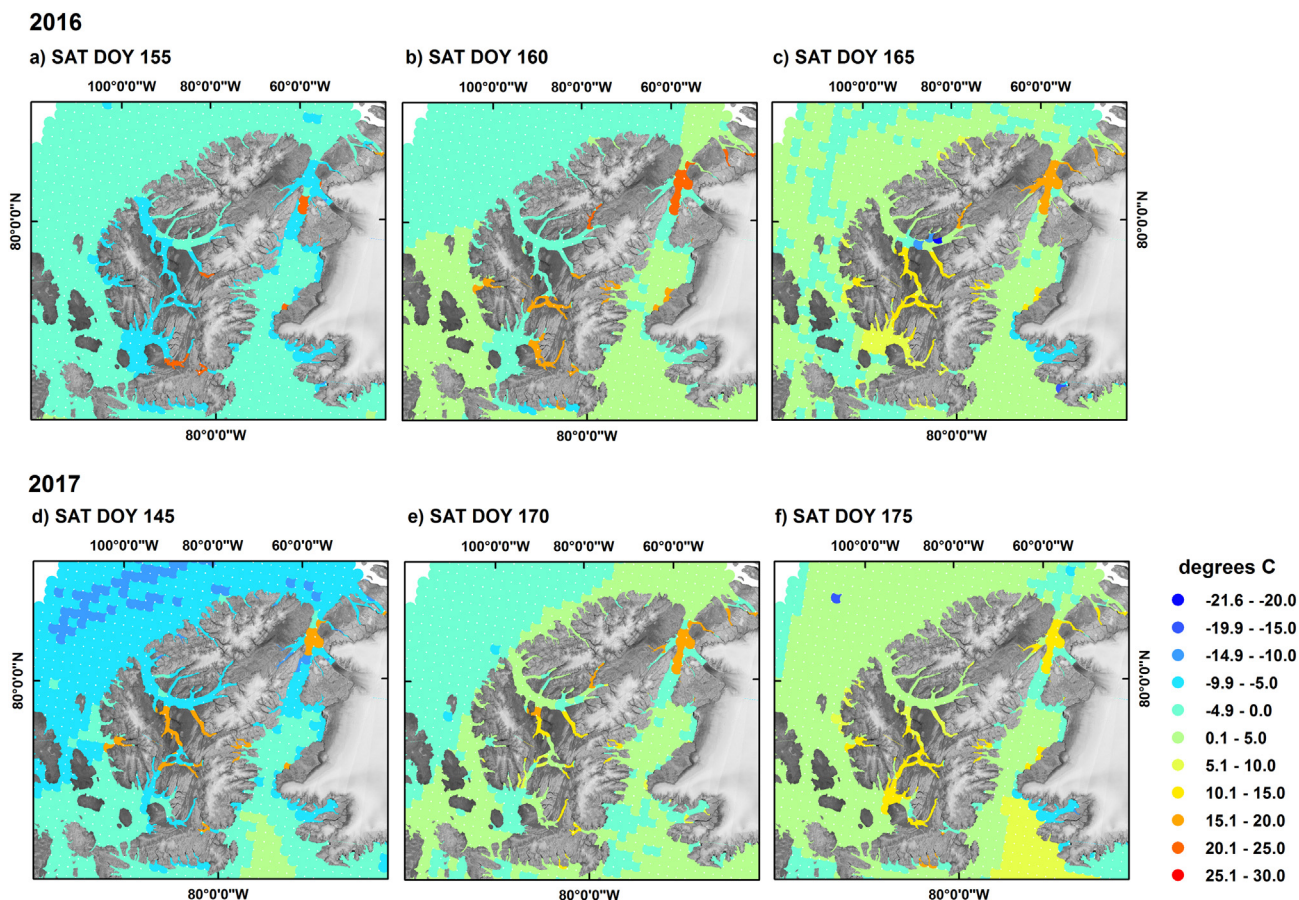 2016
a) SAT DOY 155
b) SAT DOY 160
c) SAT DOY 165
100°0'0"W 80°0'0"W 60°0'0"W
100°0'0"W 80°0'0"W 60°0'0"W
100°0'0"W 80°0'0"W 60°0'0"W
80°0'0"N
80°0'0"N
80°0'0"W
80°0'0"W
80°0'0"W
2017
d) SAT DOY 145
e) SAT DOY 170
f) SAT DOY 175
100°0'0"W 80°0'0"W 60°0'0"W
100°0'0"W 80°0'0"W 60°0'0"W
100°0'0"W 80°0'0"W 60°0'0"W
80°0'0"N
80°0'0"N
80°0'0"W
80°0'0"W
80°0'0"W
degrees C
-21.6 - -20.0
-19.9 - -15.0
-14.9 - -10.0
-9.9 - -5.0
-4.9 - 0.0
0.1 - 5.0
5.1 - 10.0
10.1 - 15.0
15.1 - 20.0
20.1 - 25.0
25.1 - 30.0